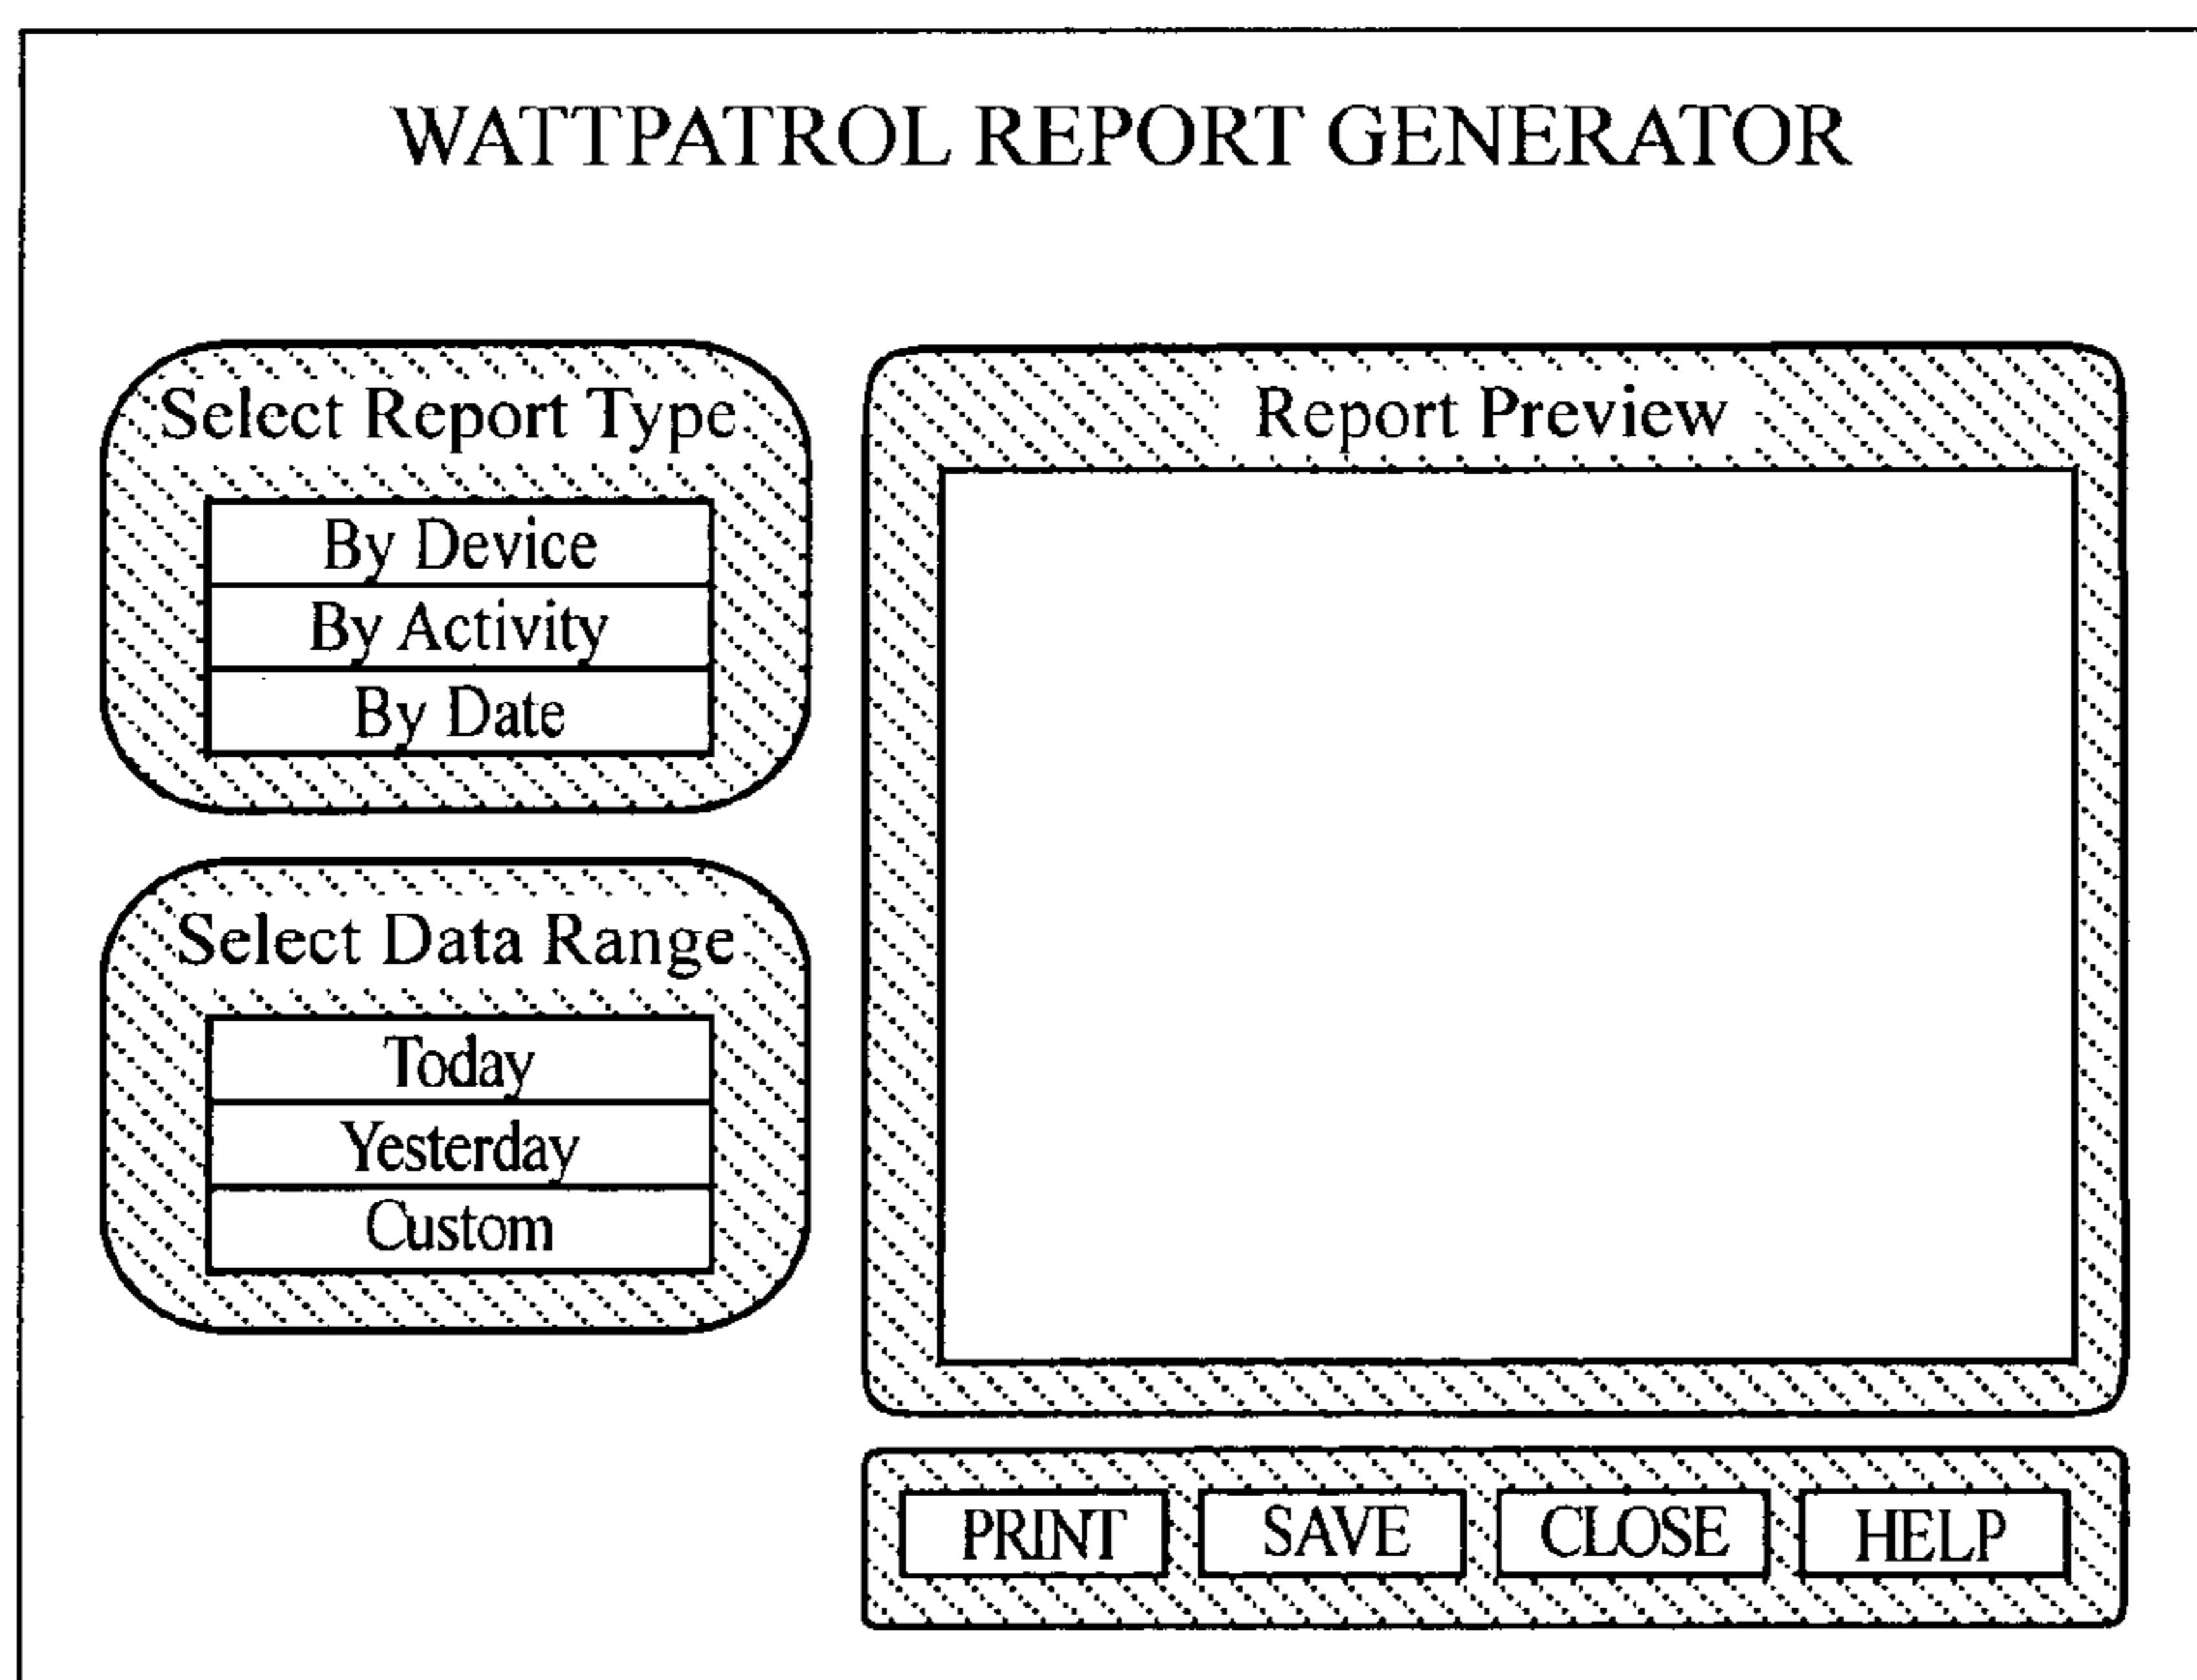 WATTPATROL REPORT GENERATOR
Select Report Type
By Device
By Activity
By Date
Select Data Range
Today
Yesterday
Custom
Report Preview
PRINT
SAVE
CLOSE
HELP